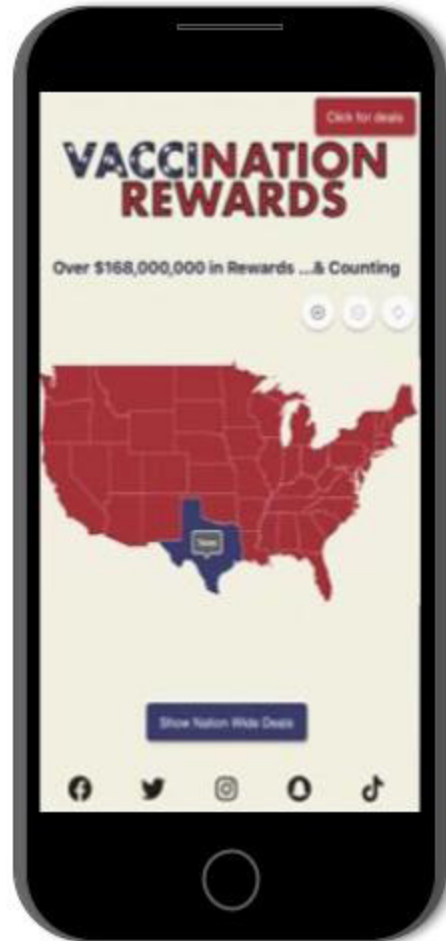 Click for deals
VACCINATION
REWARDS
Over $168,000,000 in Rewards ...& Counting
Texas
Show Nation Wide Deals